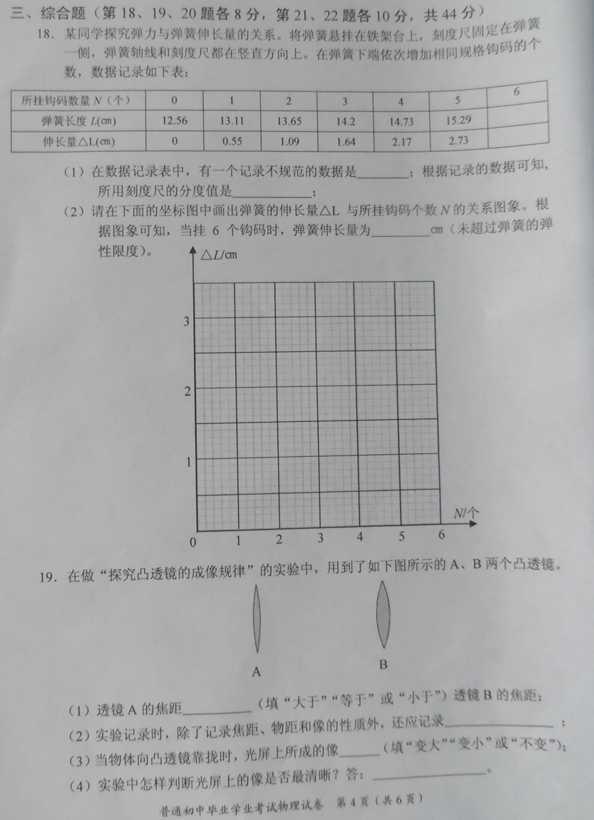 三、综合题（第 18、19、20 题各 8 分，第 21、22 题各 10 分，共 44 分）
18．某同学探究弹力与弹簧伸长量的关系。将弹簧悬挂在铁架台上，刻度尺固定在弹簧
一侧，弹簧轴线和刻度尺都在竖直方向上。在弹簧下端依次增加相同规格钩码的个
数，数据记录如下表：
所挂钩码数量 N（个） 0 1 2 3 4 5 6
弹簧长度 L(㎝) 12.56 13.11 13.65 14.2 14.73 15.29
伸长量△L(㎝) 0 0.55 1.09 1.64 2.17 2.73
（1）在数据记录表中，有一个记录不规范的数据是________；根据记录的数据可知，
所用刻度尺的分度值是____________；
（2）请在下面的坐标图中画出弹簧的伸长量△L 与所挂钩码个数 N 的关系图象。根
据图象可知，当挂 6 个钩码时，弹簧伸长量为_________㎝（未超过弹簧的弹
性限度）。
△L/㎝
3
2
1
N/个
0 1 2 3 4 5 6
19．在做“探究凸透镜的成像规律”的实验中，用到了如下图所示的 A、B 两个凸透镜。
A B
（1）透镜 A 的焦距__________（填“大于”“等于”或“小于”）透镜 B 的焦距；
（2）实验记录时，除了记录焦距、物距和像的性质外，还应记录________________；
（3）当物体向凸透镜靠拢时，光屏上所成的像______（填“变大”“变小”或“不变”）；
（4）实验中怎样判断光屏上的像是否最清晰？答：________________。
普通初中毕业学业考试物理试卷 第 4 页（共 6 页）